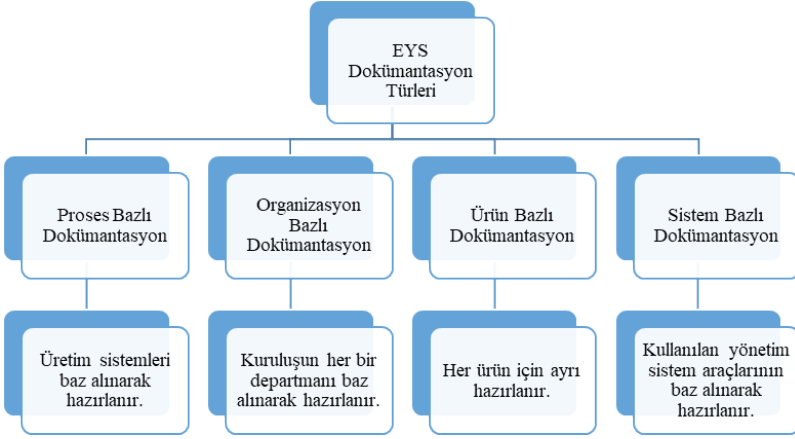 EYS
Dokümantasyon
Türleri
Proses Bazlı
Dokümantasyon
Organizasyon
Bazlı
Dokümantasyon
Ürün Bazlı
Dokümantasyon
Sistem Bazlı
Dokümantasyon
Üretim sistemleri
baz alınarak
hazırlanır.
Kuruluşun her bir
departmanı baz
alınarak hazırlanır.
Her ürün için ayrı
hazırlanır.
Kullanılan yönetim
sistem araçlarının
baz alınarak
hazırlanır.